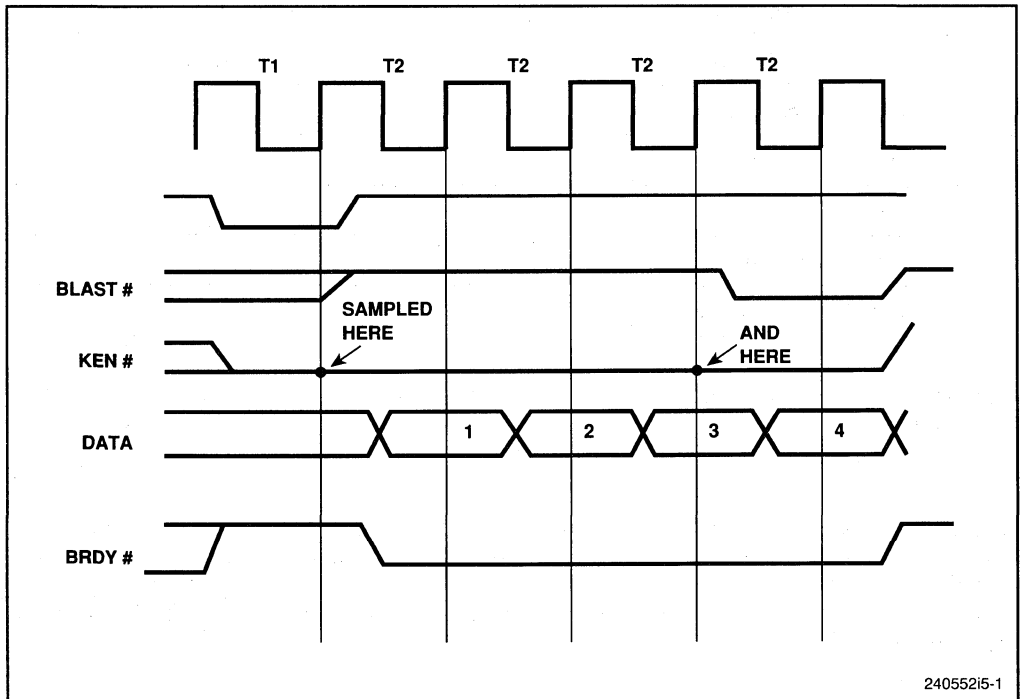 T1 T2 T2 T2 T2
BLAST #
SAMPLED
HERE
AND
HERE
KEN #
DATA 1 2 3 4
BRDY #
240552i5-1